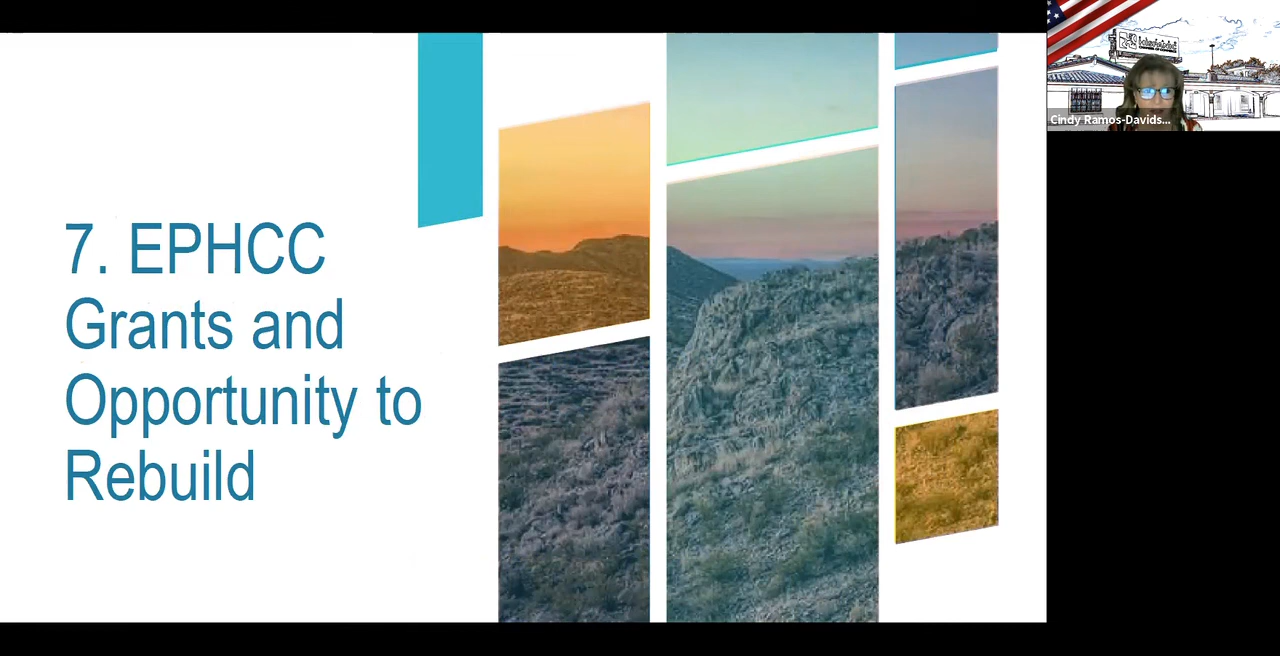 7. EPHCC
Grants and
Opportunity to
Rebuild
Cindy Ramos-Davids...